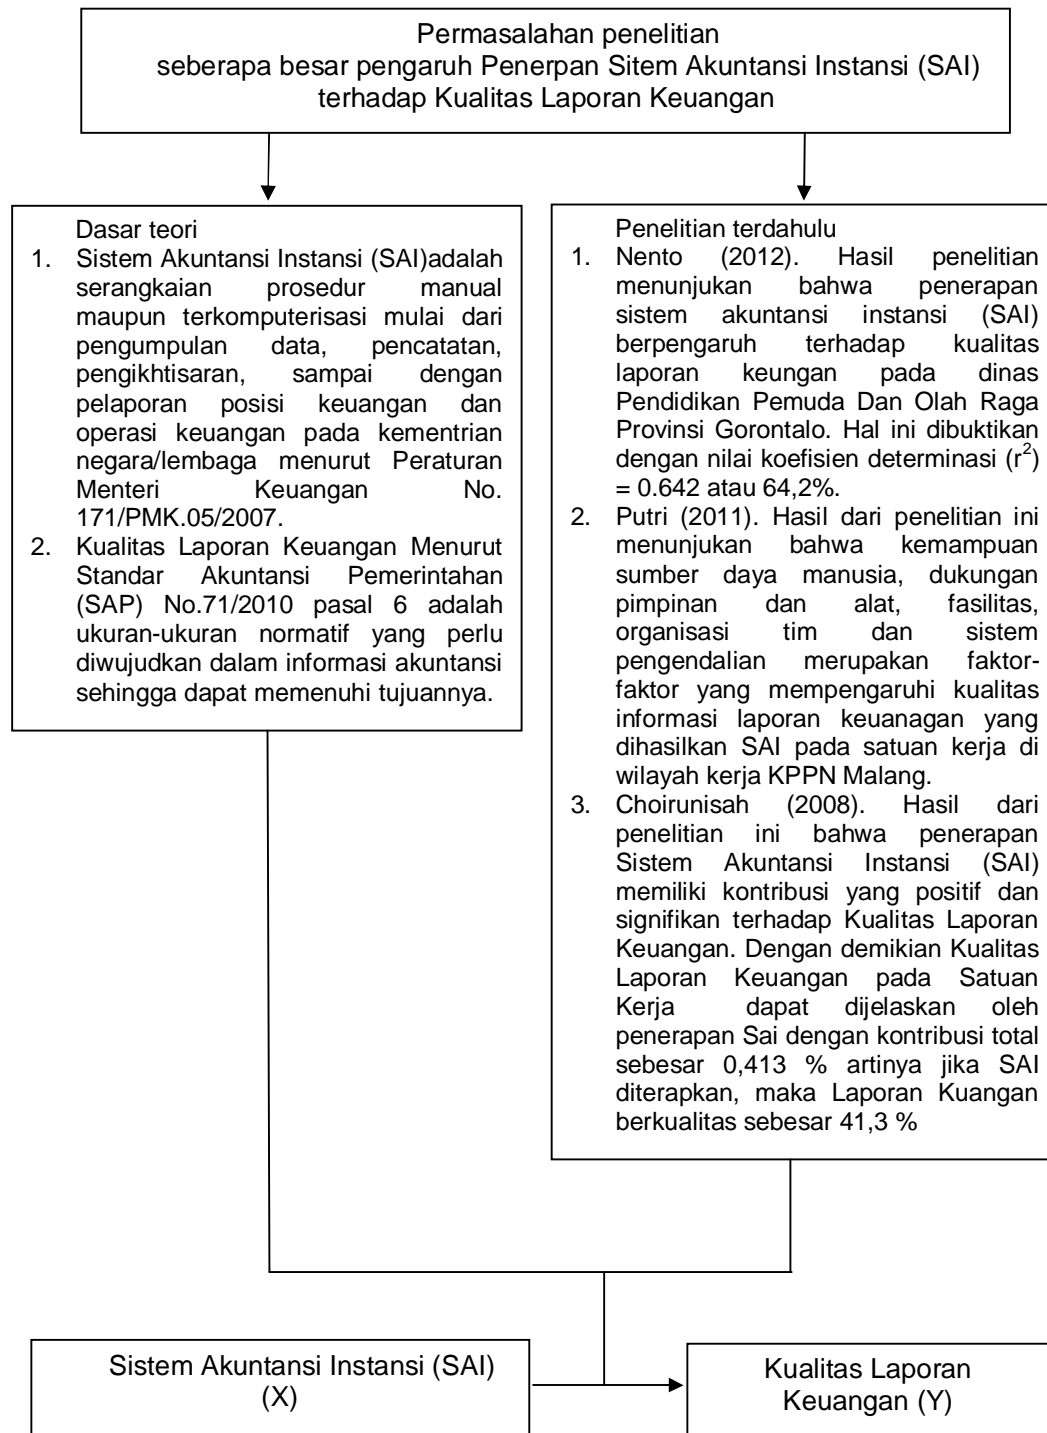 Permasalahan penelitian
seberapa besar pengaruh Penerpan Sitem Akuntansi Instansi (SAI)
terhadap Kualitas Laporan Keuangan
Dasar teori
1. Sistem Akuntansi Instansi (SAI)adalah
serangkaian prosedur manual
maupun terkomputerisasi mulai dari
pengumpulan data, pencatatan,
pengikhtisaran, sampai dengan
pelaporan posisi keuangan dan
operasi keuangan pada kementrian
negara/lembaga menurut Peraturan
Menteri Keuangan No.
171/PMK.05/2007.
2. Kualitas Laporan Keuangan Menurut
Standar Akuntansi Pemerintahan
(SAP) No.71/2010 pasal 6 adalah
ukuran-ukuran normatif yang perlu
diwujudkan dalam informasi akuntansi
sehingga dapat memenuhi tujuannya.
Penelitian terdahulu
1. Nento (2012). Hasil penelitian
menunjukan bahwa penerapan
sistem akuntansi instansi (SAI)
berpengaruh terhadap kualitas
laporan keungan pada dinas
Pendidikan Pemuda Dan Olah Raga
Provinsi Gorontalo. Hal ini dibuktikan
dengan nilai koefisien determinasi (r²)
= 0.642 atau 64,2%.
2. Putri (2011). Hasil dari penelitian ini
menunjukan bahwa kemampuan
sumber daya manusia, dukungan
pimpinan dan alat, fasilitas,
organisasi tim dan sistem
pengendalian merupakan faktor-
faktor yang mempengaruhi kualitas
informasi laporan keuanagan yang
dihasilkan SAI pada satuan kerja di
wilayah kerja KPPN Malang.
3. Choirunisah (2008). Hasil dari
penelitian ini bahwa penerapan
Sistem Akuntansi Instansi (SAI)
memiliki kontribusi yang positif dan
signifikan terhadap Kualitas Laporan
Keuangan. Dengan demikian Kualitas
Laporan Keuangan pada Satuan
Kerja dapat dijelaskan oleh
penerapan Sai dengan kontribusi total
sebesar 0,413 % artinya jika SAI
diterapkan, maka Laporan Kuangan
berkualitas sebesar 41,3 %
Sistem Akuntansi Instansi (SAI)
(X)
Kualitas Laporan
Keuangan (Y)